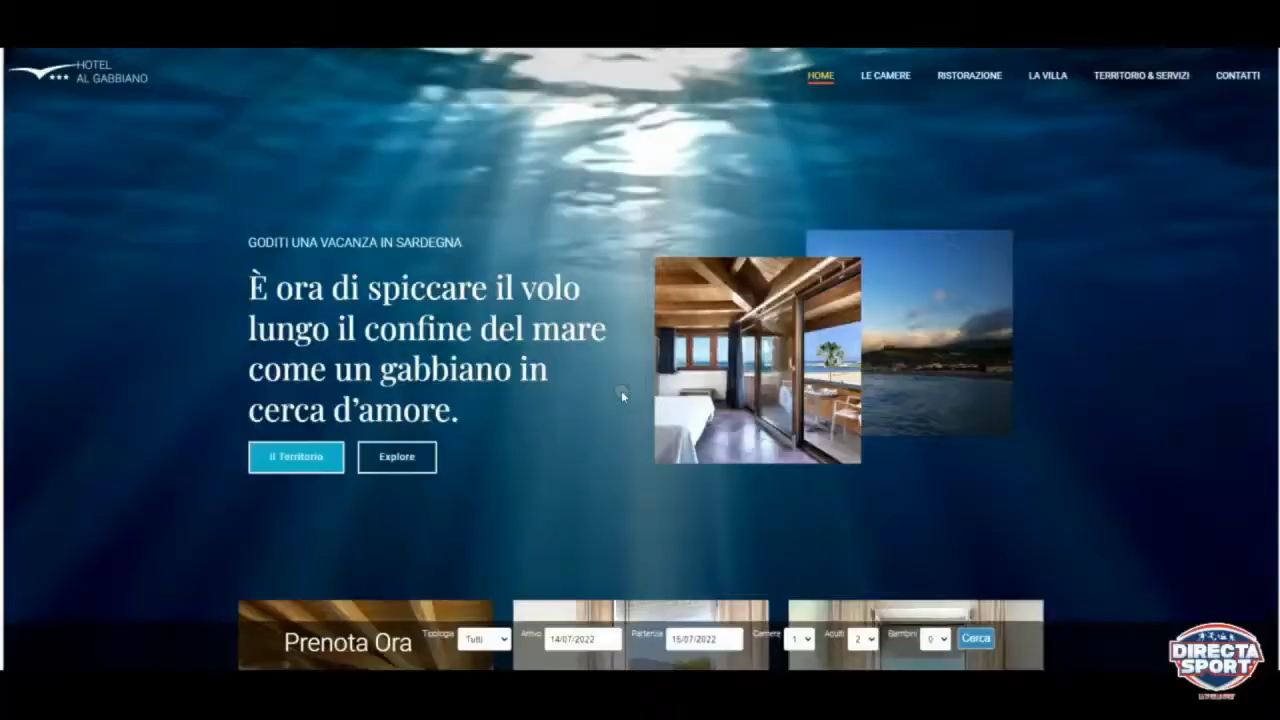 HOTEL
AL GABBIANO
HOME LE CAMERE RISTORAZIONE LA VILLA TERRITORIO & SERVIZI CONTATTI
GODITI UNA VACANZA IN SARDEGNA
È ora di spiccare il volo
lungo il confine del mare
come un gabbiano in
cerca d’amore.
Il Territorio Explore
Prenota Ora Tipologia Tutti Arrivo 14/07/2022 Partenza 15/07/2022 Camere 1 Adulti 2 Bambini 0 Cerca
DIRECTA
SPORT